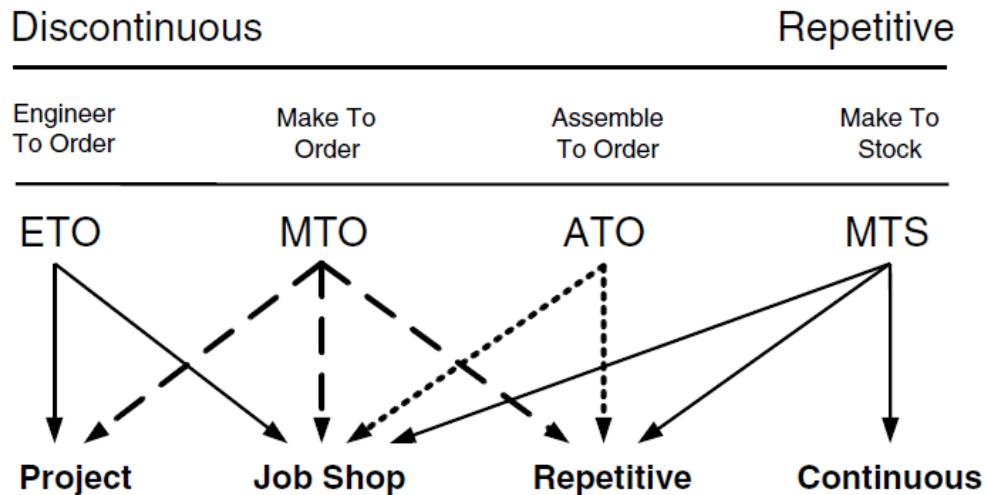 Discontinuous Repetitive
Engineer To Order
Make To Order
Assemble To Order
Make To Stock
ETO MTO ATO MTS
Project Job Shop Repetitive Continuous